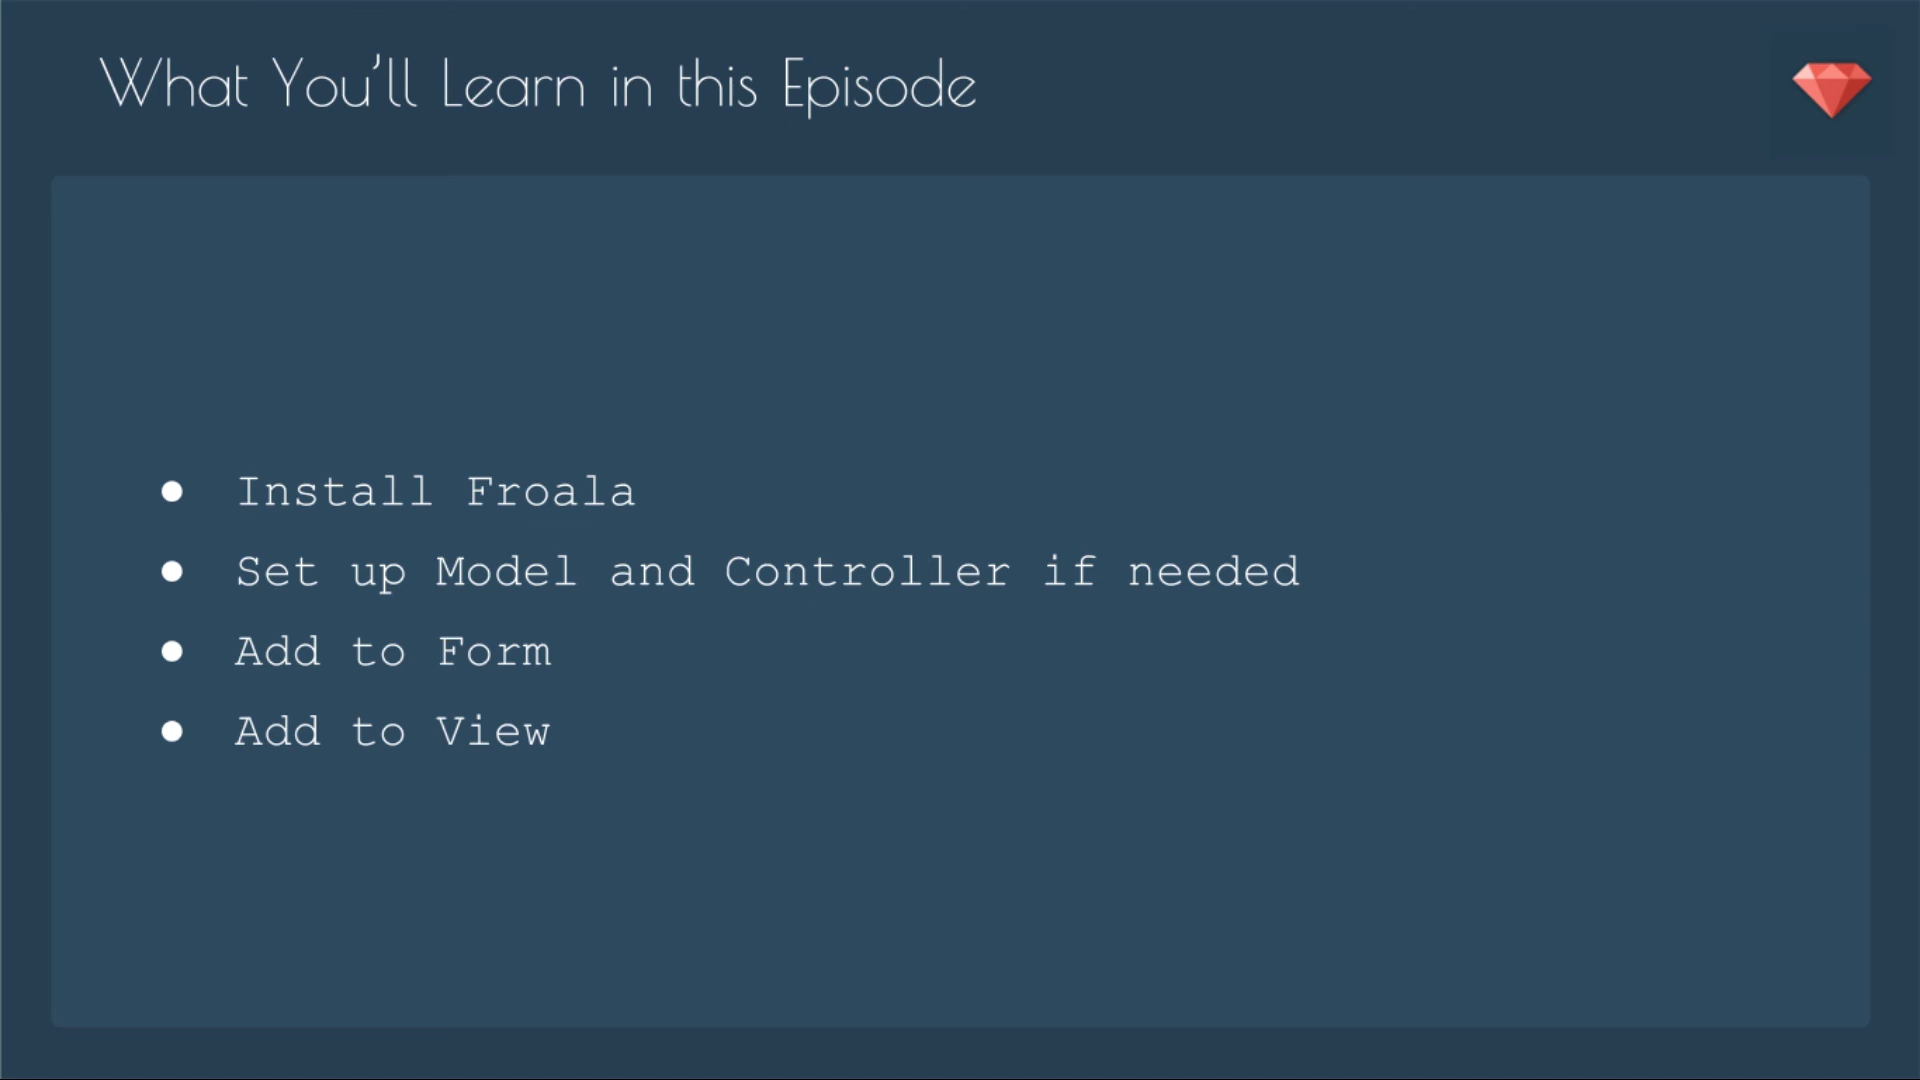 What You'll Learn in this Episode
● Install Froala
● Set up Model and Controller if needed
● Add to Form
● Add to View